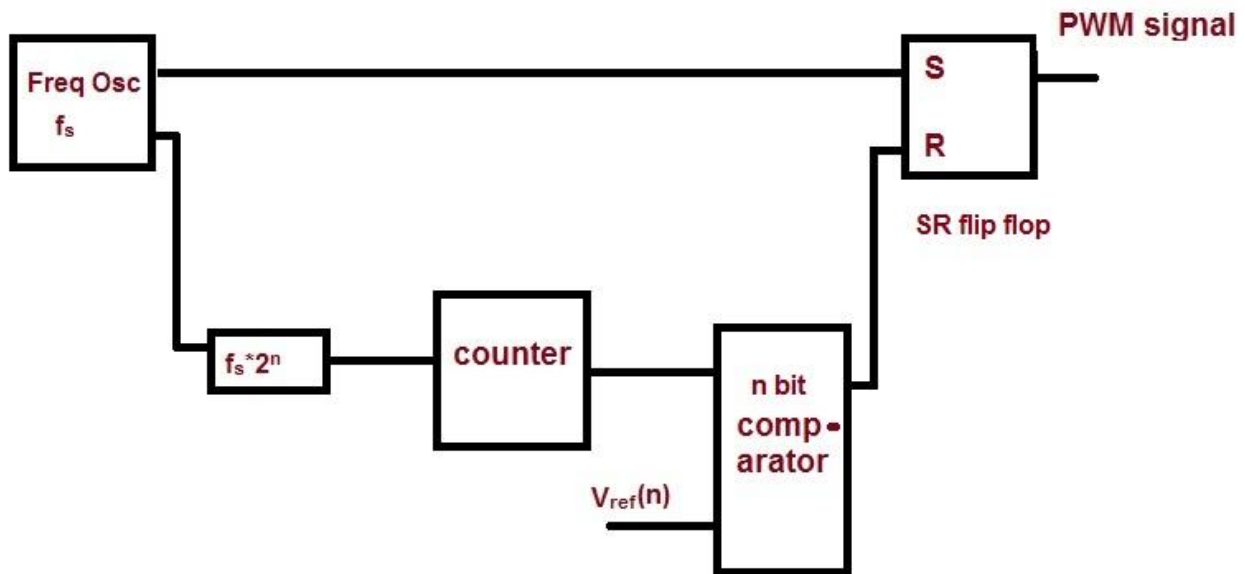 PWM signal
Freq Osc
fₛ
S
R
SR flip flop
fₛ*2ⁿ
counter
n bit
comp-
arator
Vref(n)